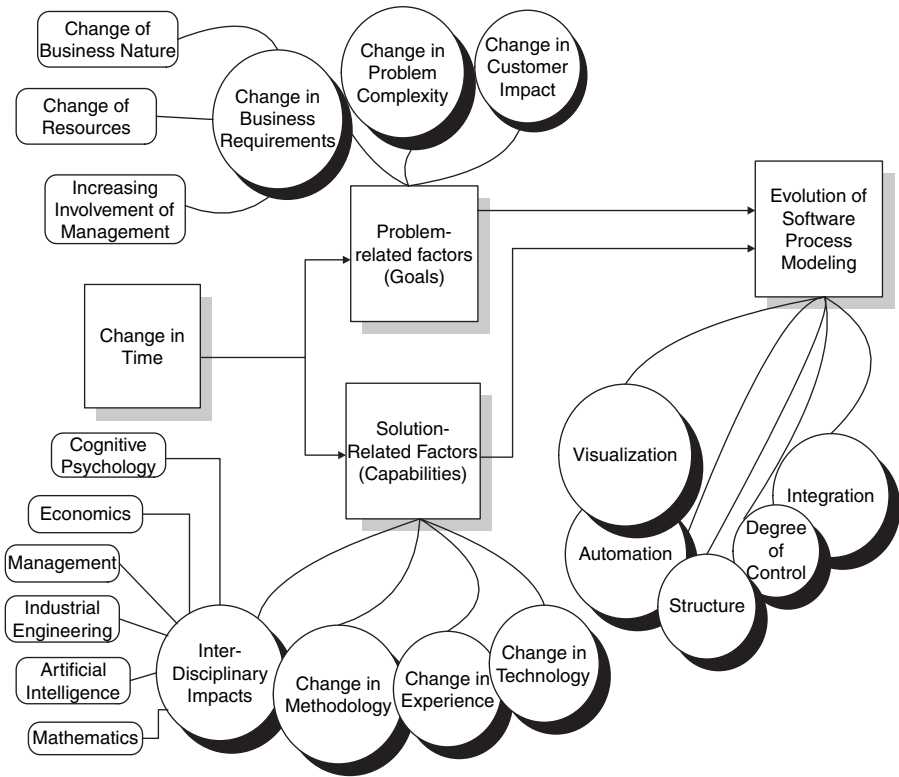 Change of
Business Nature
Change of
Resources
Increasing
Involvement of
Management
Change in
Business
Requirements
Change in
Problem
Complexity
Change in
Customer
Impact
Problem-
related factors
(Goals)
Evolution of
Software
Process
Modeling
Change in
Time
Solution-
Related Factors
(Capabilities)
Cognitive
Psychology
Economics
Management
Industrial
Engineering
Artificial
Intelligence
Mathematics
Inter-
Disciplinary
Impacts
Change in
Methodology
Change in
Experience
Change in
Technology
Visualization
Automation
Structure
Degree
of
Control
Integration